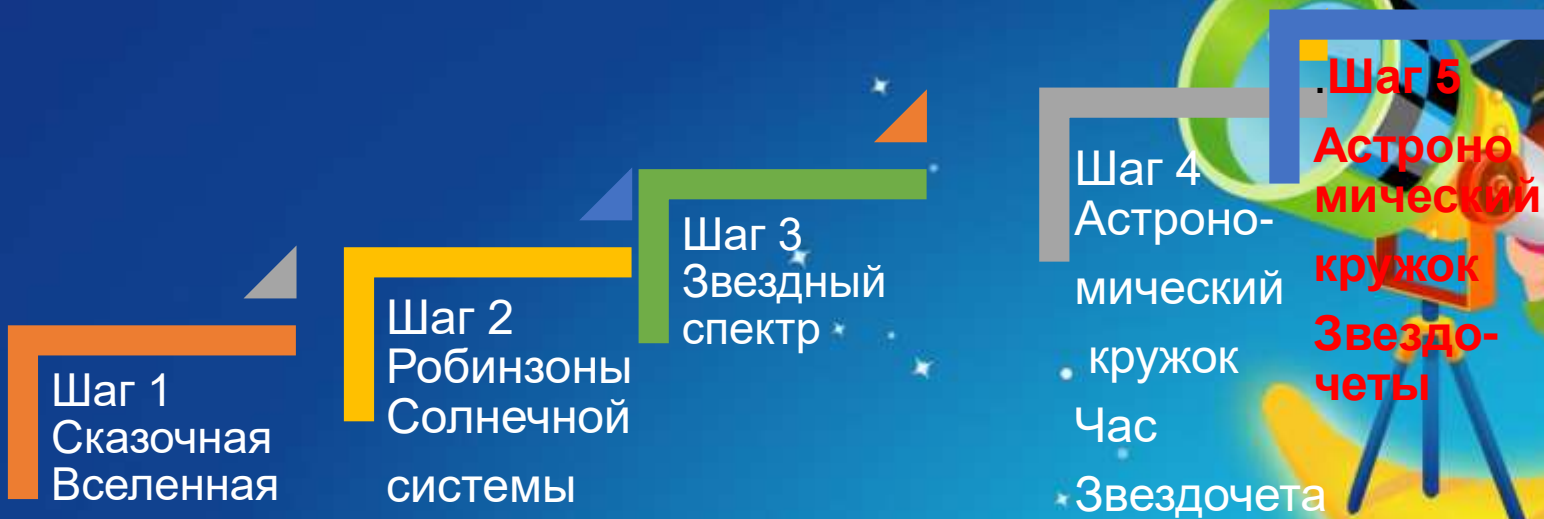 Шаг 1
Сказочная
Вселенная
Шаг 2
Робинзоны
Солнечной
системы
Шаг 3
Звездный
спектр
Шаг 4
Астроно-
мический
кружок
Час
Звездочета
.Шаг 5
Астроно
мический
кружок
Звездо-
четы